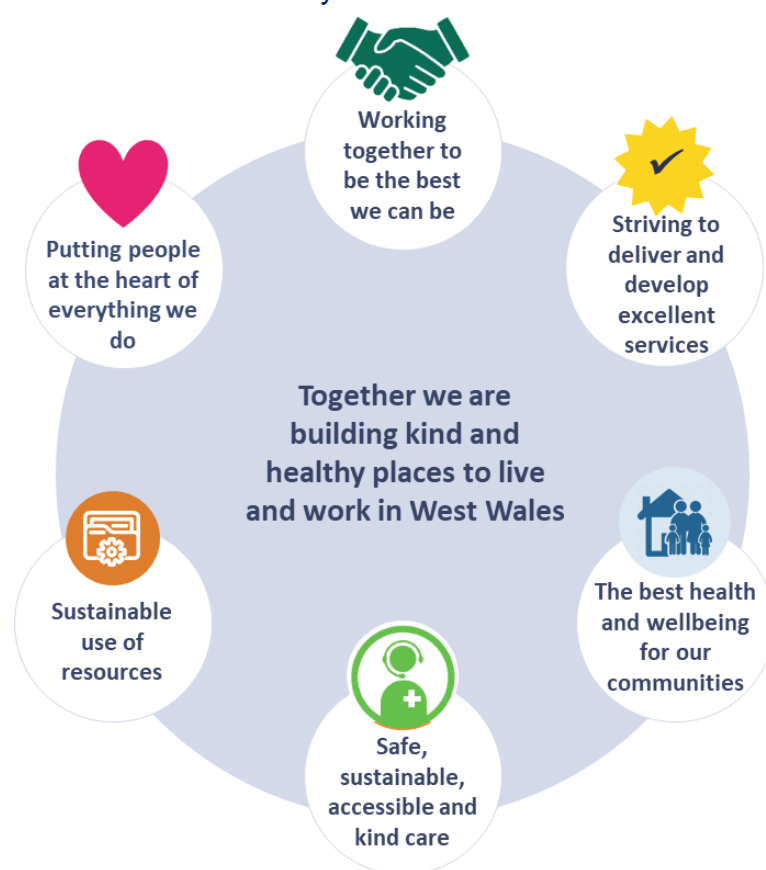 Working
together to
be the best
we can be
Striving to
deliver and
develop
excellent
services
Putting people
at the heart of
everything we
do
Together we are
building kind and
healthy places to live
and work in West Wales
The best health
and wellbeing
for our
communities
Sustainable
use of
resources
Safe,
sustainable,
accessible and
kind care